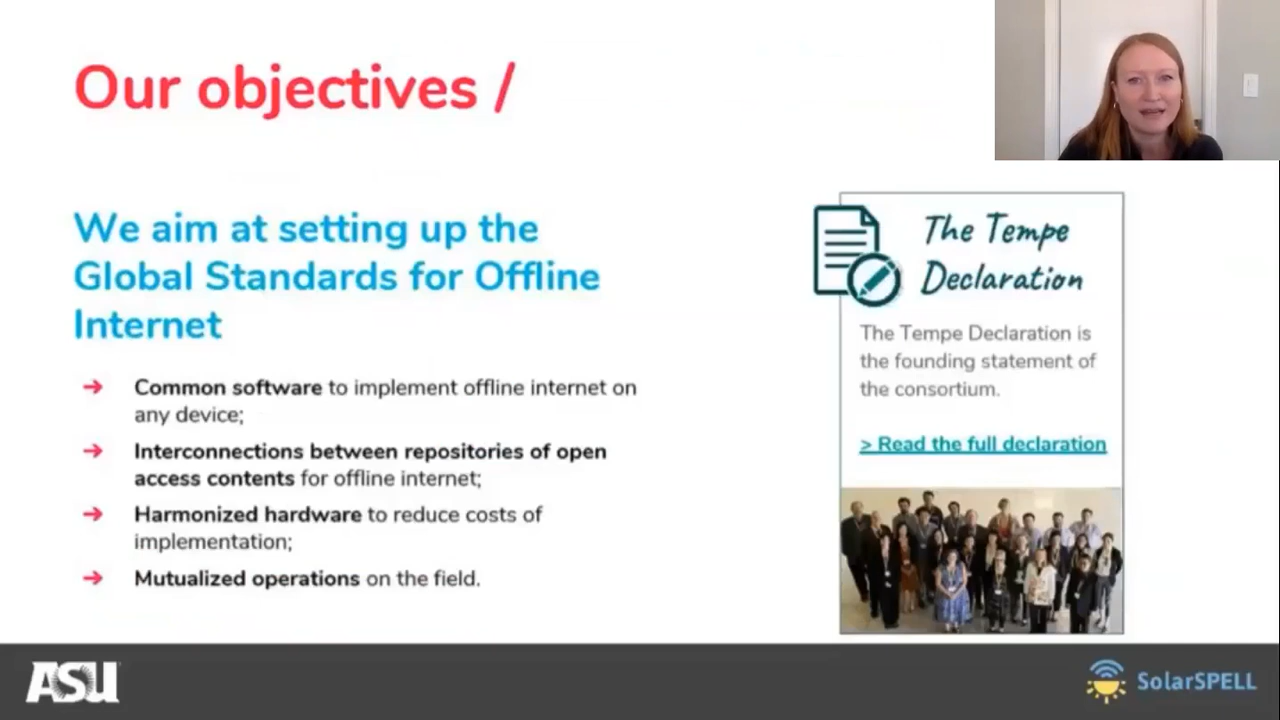 Our objectives /
We aim at setting up the
Global Standards for Offline
Internet
➔ Common software to implement offline internet on
any device;
➔ Interconnections between repositories of open
access contents for offline internet;
➔ Harmonized hardware to reduce costs of
implementation;
➔ Mutualized operations on the field.
The Tempe
Declaration
The Tempe Declaration is
the founding statement of
the consortium.
> Read the full declaration
ASU
SolarSPELL